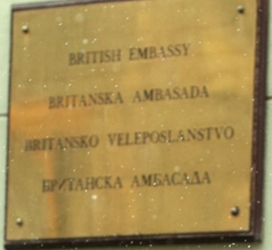 BRITISH EMBASSY
BRITANSKA AMBASADA
BRITANSKO VELEPOSLANSTVO
БРИТАНСКА АМБАСАДА